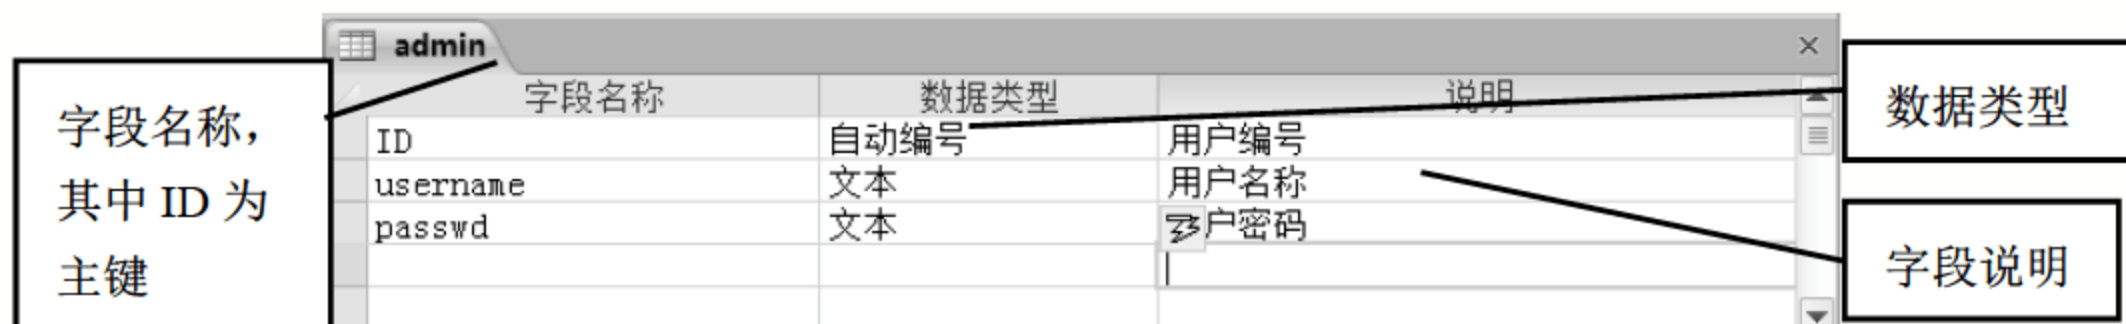 admin
字段名称 数据类型 说明
ID 自动编号 用户编号
username 文本 用户名称
passwd 文本 户密码
字段名称，
其中 ID 为
主键
数据类型
字段说明